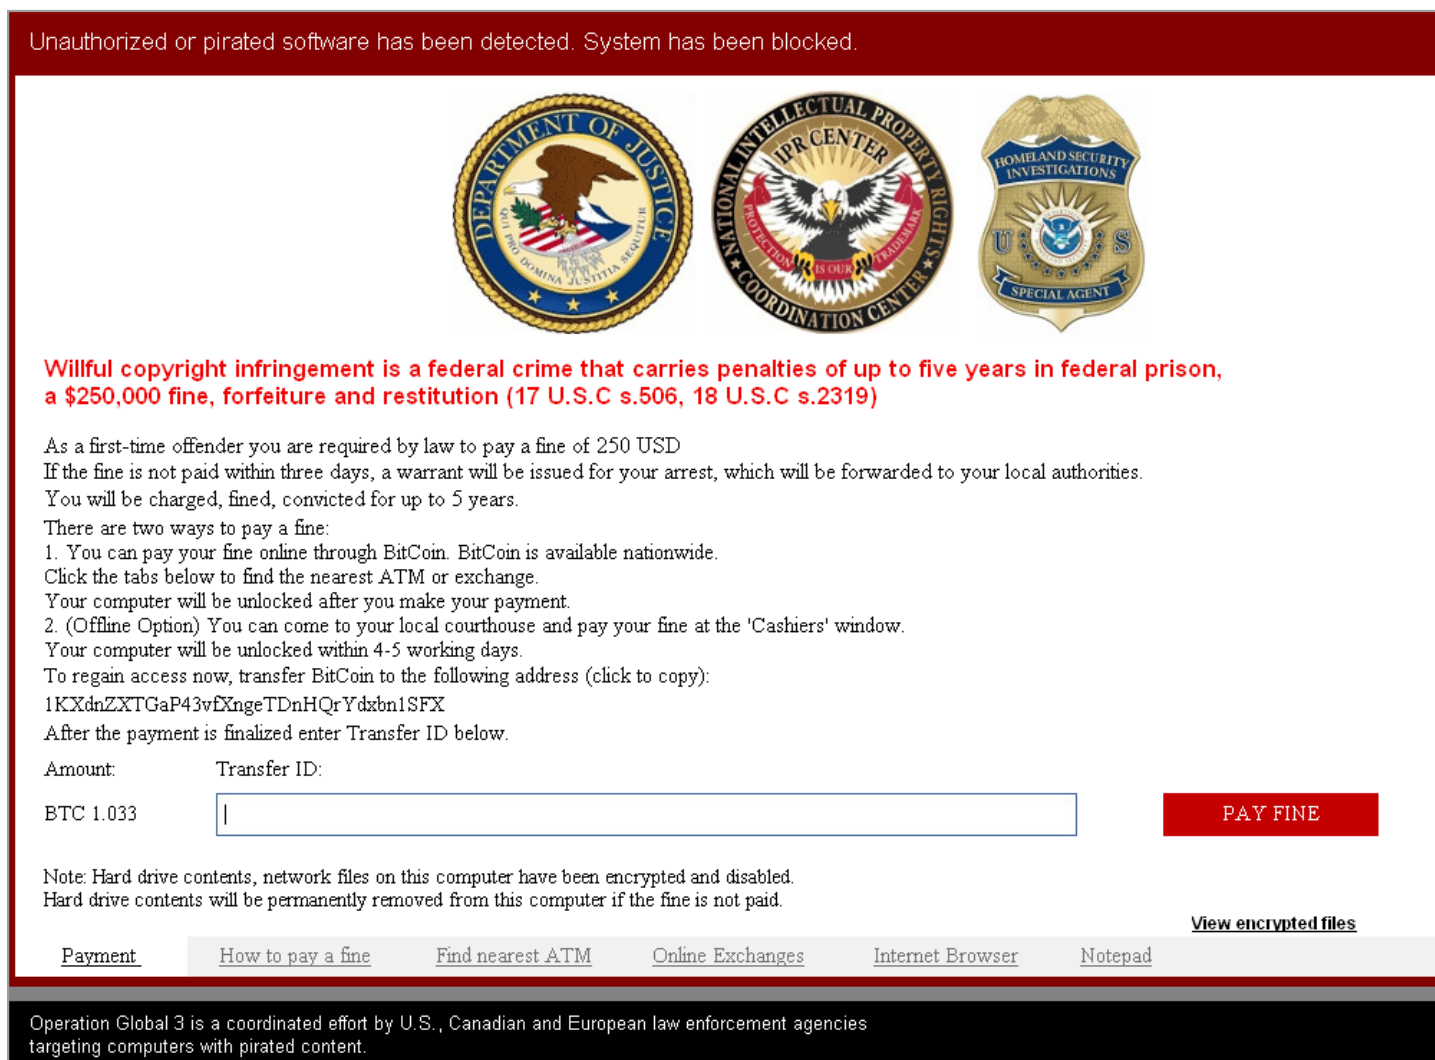 Unauthorized or pirated software has been detected. System has been blocked.
DEPARTMENT OF JUSTICE
QUI PRO DOMINA JUSTITIA SEQUITUR
NATIONAL INTELLECTUAL PROPERTY RIGHTS
IPR CENTER
PROTECTION IS OUR TRADEMARK
COORDINATION CENTER
HOMELAND SECURITY
INVESTIGATIONS
U S
SPECIAL AGENT
Willful copyright infringement is a federal crime that carries penalties of up to five years in federal prison,
a $250,000 fine, forfeiture and restitution (17 U.S.C s.506, 18 U.S.C s.2319)
As a first-time offender you are required by law to pay a fine of 250 USD
If the fine is not paid within three days, a warrant will be issued for your arrest, which will be forwarded to your local authorities.
You will be charged, fined, convicted for up to 5 years.
There are two ways to pay a fine:
1. You can pay your fine online through BitCoin. BitCoin is available nationwide.
Click the tabs below to find the nearest ATM or exchange.
Your computer will be unlocked after you make your payment.
2. (Offline Option) You can come to your local courthouse and pay your fine at the 'Cashiers' window.
Your computer will be unlocked within 4-5 working days.
To regain access now, transfer BitCoin to the following address (click to copy):
1KXdnZXTGaP43vfXngeTDnHQrYdxbn1SFX
After the payment is finalized enter Transfer ID below.
Amount: Transfer ID:
BTC 1.033 PAY FINE
Note: Hard drive contents, network files on this computer have been encrypted and disabled.
Hard drive contents will be permanently removed from this computer if the fine is not paid.
View encrypted files
Payment How to pay a fine Find nearest ATM Online Exchanges Internet Browser Notepad
Operation Global 3 is a coordinated effort by U.S., Canadian and European law enforcement agencies
targeting computers with pirated content.